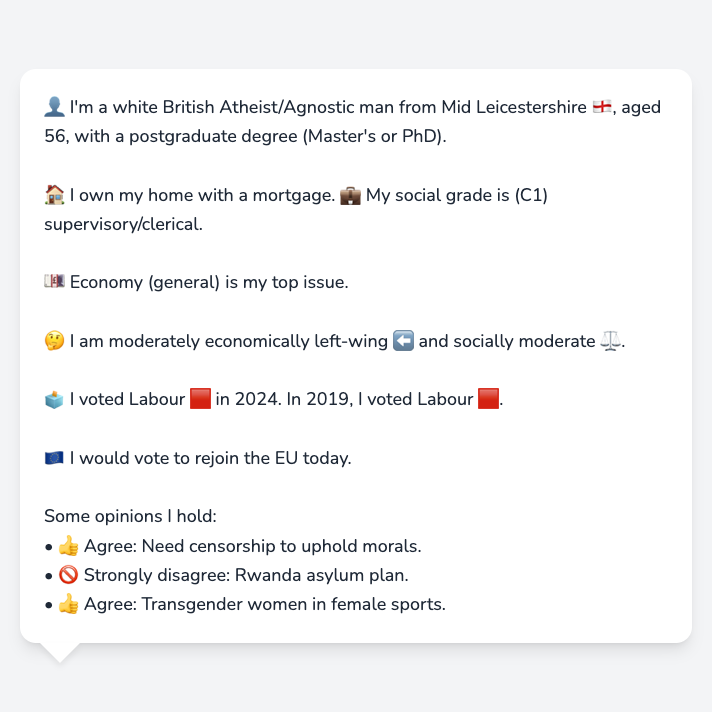 👤 I'm a white British Atheist/Agnostic man from Mid Leicestershire 🏴󠁧󠁢󠁥󠁮󠁧󠁿, aged
56, with a postgraduate degree (Master's or PhD).
🏠 I own my home with a mortgage. 💼 My social grade is (C1)
supervisory/clerical.
💷 Economy (general) is my top issue.
🤔 I am moderately economically left-wing ⬅️ and socially moderate ⚖️.
🗳️ I voted Labour 🟥 in 2024. In 2019, I voted Labour 🟥.
🇪🇺 I would vote to rejoin the EU today.
Some opinions I hold:
• 👍 Agree: Need censorship to uphold morals.
• 🚫 Strongly disagree: Rwanda asylum plan.
• 👍 Agree: Transgender women in female sports.